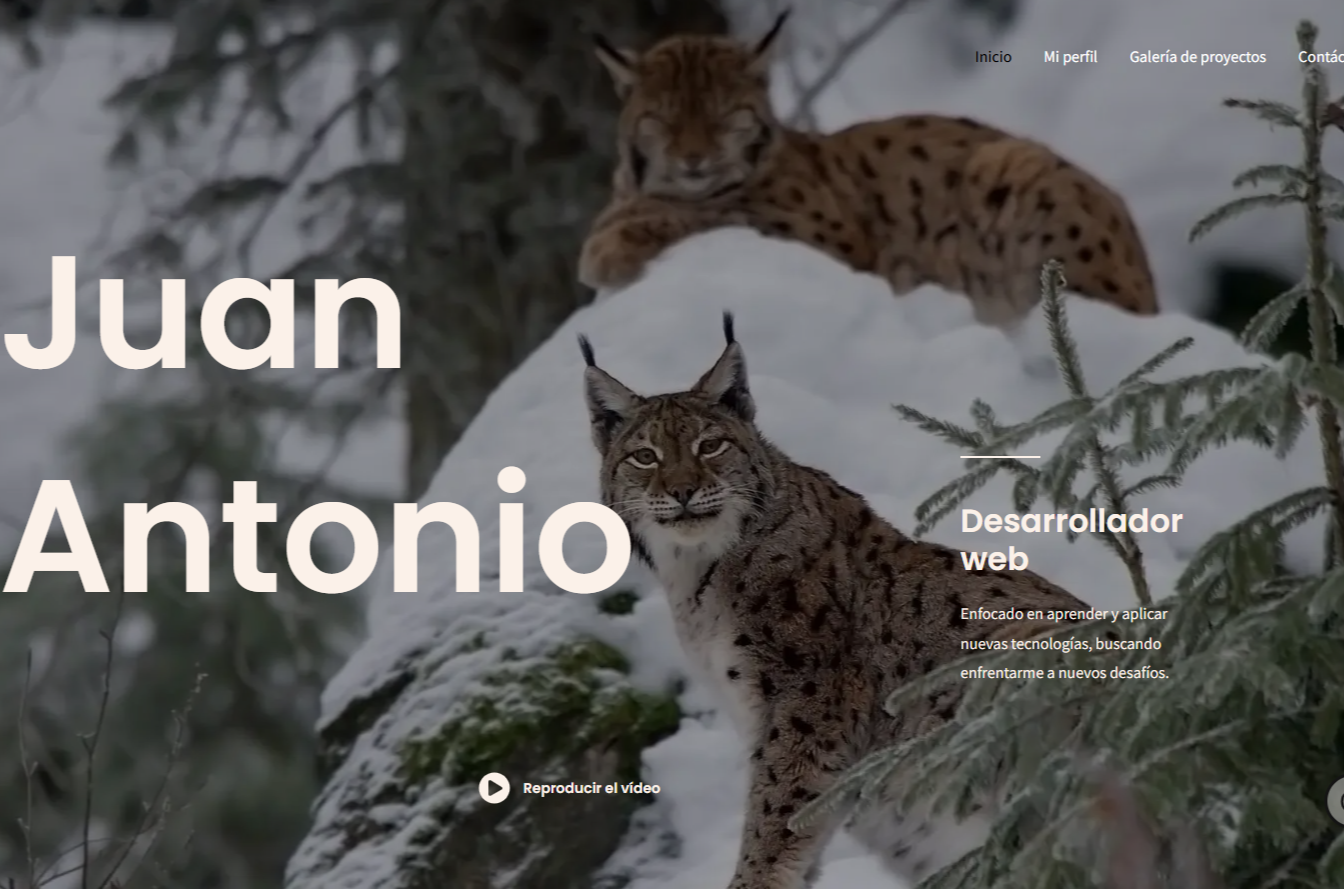 Inicio Mi perfil Galería de proyectos
Juan
Antonio
Desarrollador
web
Enfocado en aprender y aplicar
nuevas tecnologías, buscando
enfrentarme a nuevos desafíos.
Reproducir el vídeo